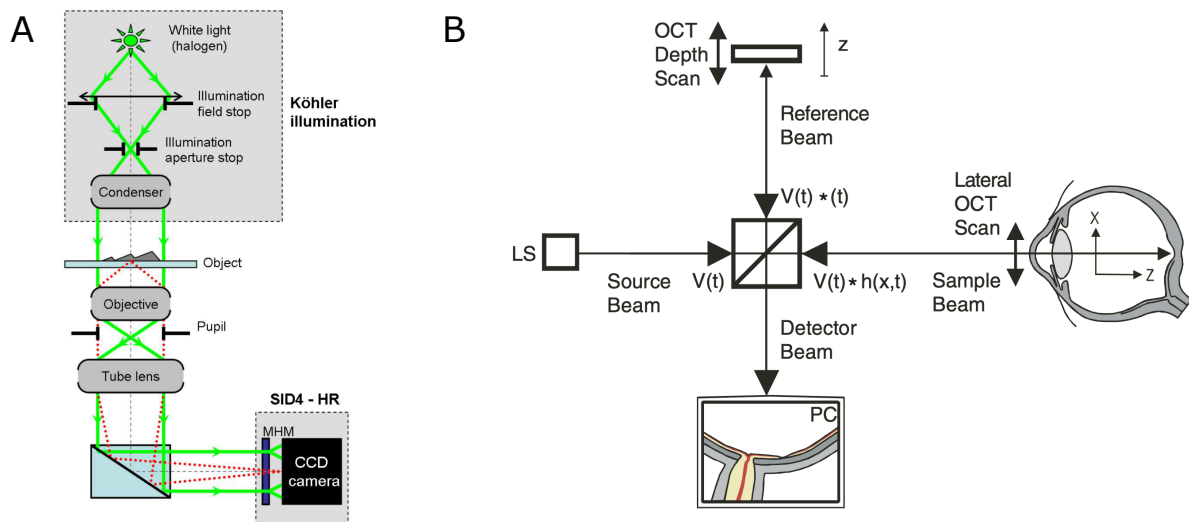 A
White light
(halogen)
Illumination
field stop
Köhler
illumination
Illumination
aperture stop
Condenser
Object
Objective
Pupil
Tube lens
SID4 - HR
MHM
CCD
camera
B
OCT
Depth
Scan
z
Reference
Beam
V(t) *(t)
Lateral
OCT
Scan
X
Z
LS
Source
Beam
V(t)
V(t)* h(x,t)
Sample
Beam
Detector
Beam
PC